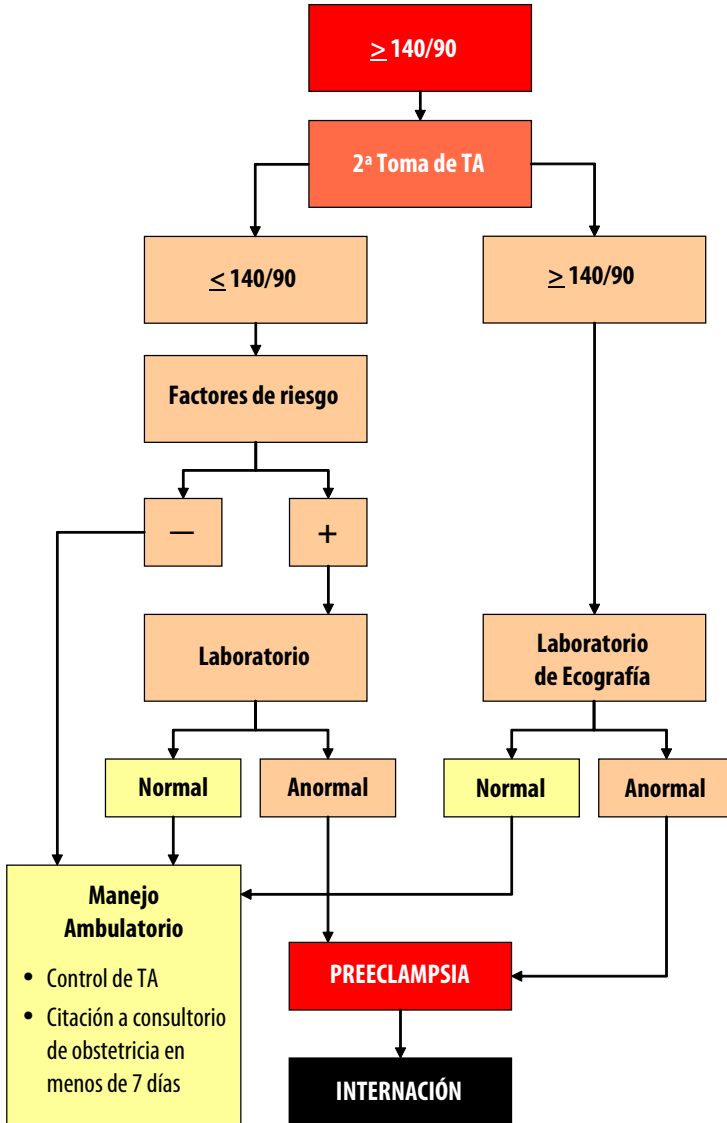 ≥ 140/90
2ª Toma de TA
≤ 140/90
≥ 140/90
Factores de riesgo
—
+
Laboratorio
Laboratorio
de Ecografía
Normal
Anormal
Normal
Anormal
Manejo
Ambulatorio
• Control de TA
• Citación a consultorio
de obstetricia en
menos de 7 días
PREECLAMPSIA
INTERNACIÓN